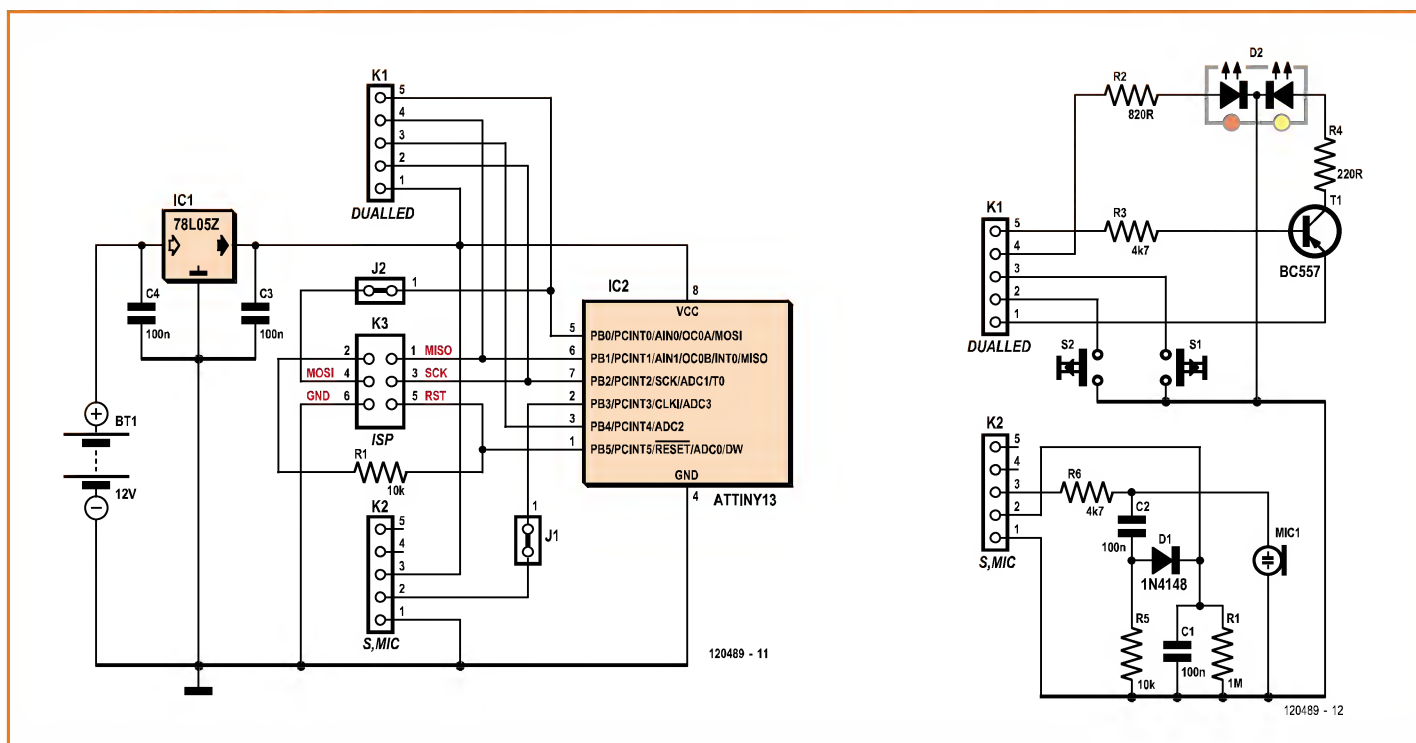 K1
5
4
3
2
1
DUALLED
IC1
78L05Z
C4
100n
C3
100n
J2
1
K3
2
1
MISO
MOSI
4
3
SCK
GND
6
5
RST
ISP
R1
10k
BT1
12V
K2
5
4
3
2
1
S,MIC
J1
1
IC2
8
VCC
5
PB0/PCINT0/AIN0/OC0A/MOSI
6
PB1/PCINT1/AIN1/OC0B/INT0/MISO
7
PB2/PCINT2/SCK/ADC1/T0
2
PB3/PCINT3/CLKI/ADC3
3
PB4/PCINT4/ADC2
1
PB5/PCINT5/RESET/ADC0/DW
GND
4
ATTINY13
120489 - 11
D2
R2
820R
R4
220R
T1
BC557
K1
5
4
3
2
1
DUALLED
R3
4k7
S2
S1
K2
5
4
3
2
1
S,MIC
R6
4k7
C2
100n
D1
1N4148
MIC1
R5
10k
C1
100n
R1
1M
120489 - 12